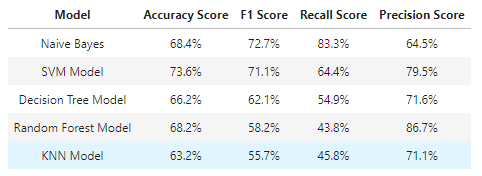 Model Accuracy Score F1 Score Recall Score Precision Score
Naive Bayes 68.4% 72.7% 83.3% 64.5%
SVM Model 73.6% 71.1% 64.4% 79.5%
Decision Tree Model 66.2% 62.1% 54.9% 71.6%
Random Forest Model 68.2% 58.2% 43.8% 86.7%
KNN Model 63.2% 55.7% 45.8% 71.1%